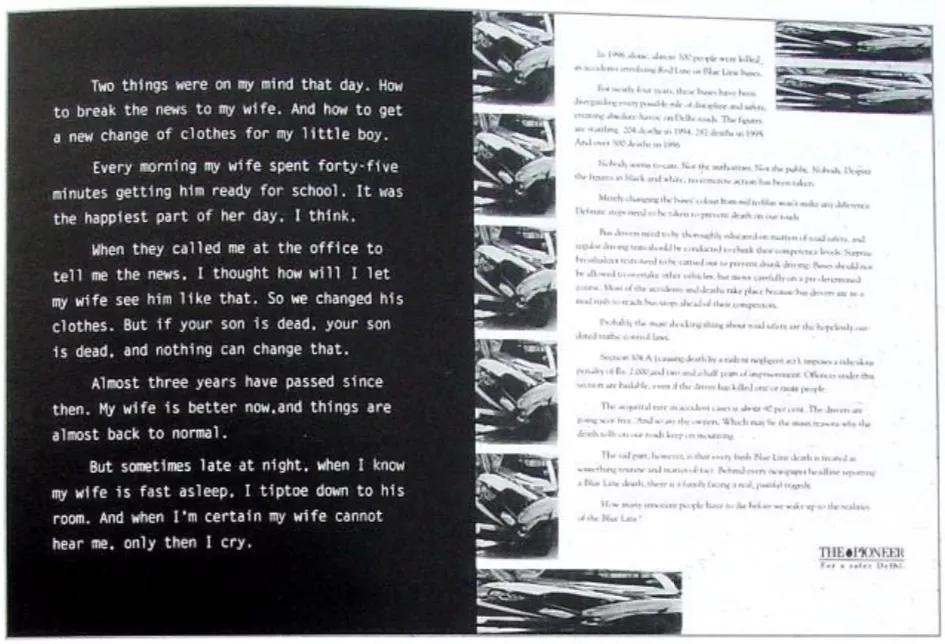 Two things were on my mind that day. How
to break the news to my wife. And how to get
a new change of clothes for my little boy.
Every morning my wife spent forty-five
minutes getting him ready for school. It was
the happiest part of her day, I think.
When they called me at the office to
tell me the news, I thought how will I let
my wife see him like that. So we changed his
clothes. But if your son is dead, your son
is dead, and nothing can change that.
Almost three years have passed since
then. My wife is better now.and things are
almost back to normal.
But sometimes late at night, when I know
my wife is fast asleep, I tiptoe down to his
room. And when I'm certain my wife cannot
hear me, only then I cry.
In 1996 alone, almost 300 people were killed
in accidents involving Red Line or Blue Line buses.
For nearly four years, these buses have been
disregarding every possible rule of discipline and safety,
creating absolute havoc on Delhi roads. The figures
are startling. 204 deaths in 1994. 282 deaths in 1995.
And over 300 deaths in 1996.
Nobody seems to care. Not the authorities. Not the public. Nobody. Despite
the figures in black and white, no concrete action has been taken.
Merely changing the buses' colour from red to blue won't make any difference.
Definite steps need to be taken to prevent death on our roads.
Bus drivers need to be thoroughly educated on matters of road safety, and
regular driving tests should be conducted to check their competence levels. Surprise
breathalyser tests need to be carried out to prevent drunk driving. Buses should not
be allowed to overtake other vehicles, but move carefully on a pre-determined
course. Most of the accidents and deaths take place because bus drivers are in a
mad rush to reach bus stops ahead of their competitors.
Probably the most shocking thing about road safety are the hopelessly out-
dated traffic control laws.
Section 304 A (causing death by a rash or negligent act), imposes a ridiculous
penalty of Rs. 2,000 and two and a half years of imprisonment. Offences under this
section are bailable, even if the driver has killed one or more people.
The acquittal rate in accident cases is about 40 per cent. The drivers are
going scot free. And so are the owners. Which may be the main reasons why the
death tolls on our roads keep on mounting.
The sad part, however, is that every fresh Blue Line death is treated as
something routine and matter of fact. Behind every newspaper headline reporting
a Blue Line death, there is a family facing a real, painful tragedy.
How many innocent people have to die before we wake up to the realities
of the Blue Line?
THE PIONEER
For a safer Delhi.